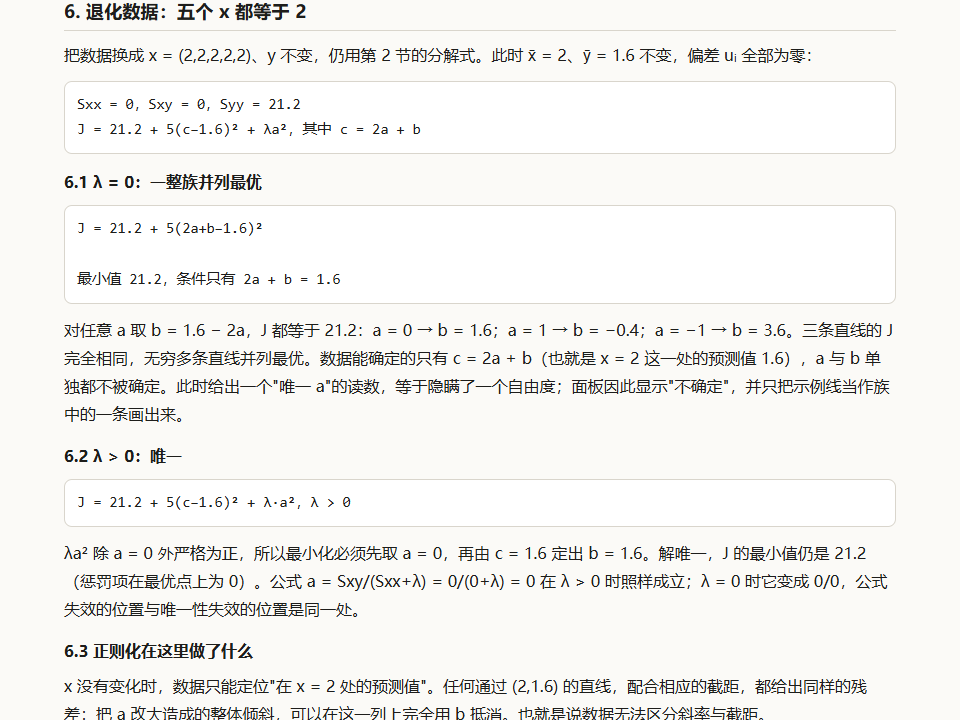 6. 退化数据：五个 x 都等于 2
把数据换成 x = (2,2,2,2,2)、y 不变，仍用第 2 节的分解式。此时 x̄ = 2、ȳ = 1.6 不变，偏差 uᵢ 全部为零：
Sxx = 0, Sxy = 0, Syy = 21.2
J = 21.2 + 5(c−1.6)² + λa², 其中 c = 2a + b
6.1 λ = 0：一整族并列最优
J = 21.2 + 5(2a+b−1.6)²
最小值 21.2, 条件只有 2a + b = 1.6
对任意 a 取 b = 1.6 − 2a，J 都等于 21.2：a = 0 → b = 1.6；a = 1 → b = −0.4；a = −1 → b = 3.6。三条直线的 J
完全相同，无穷多条直线并列最优。数据能确定的只有 c = 2a + b（也就是 x = 2 这一处的预测值 1.6），a 与 b 单
独都不被确定。此时给出一个"唯一 a"的读数，等于隐瞒了一个自由度；面板因此显示"不确定"，并只把示例线当作族
中的一条画出来。
6.2 λ > 0：唯一
J = 21.2 + 5(c−1.6)² + λ·a², λ > 0
λa² 除 a = 0 外严格为正，所以最小化必须先取 a = 0，再由 c = 1.6 定出 b = 1.6。解唯一，J 的最小值仍是 21.2
（惩罚项在最优点上为 0）。公式 a = Sxy/(Sxx+λ) = 0/(0+λ) = 0 在 λ > 0 时照样成立；λ = 0 时它变成 0/0，公式
失效的位置与唯一性失效的位置是同一处。
6.3 正则化在这里做了什么
x 没有变化时，数据只能定位"在 x = 2 处的预测值"。任何通过 (2,1.6) 的直线，配合相应的截距，都给出同样的残
差；把 a 改大造成的整体倾斜，可以在这一列上完全用 b 抵消。也就是说数据无法区分斜率与截距。